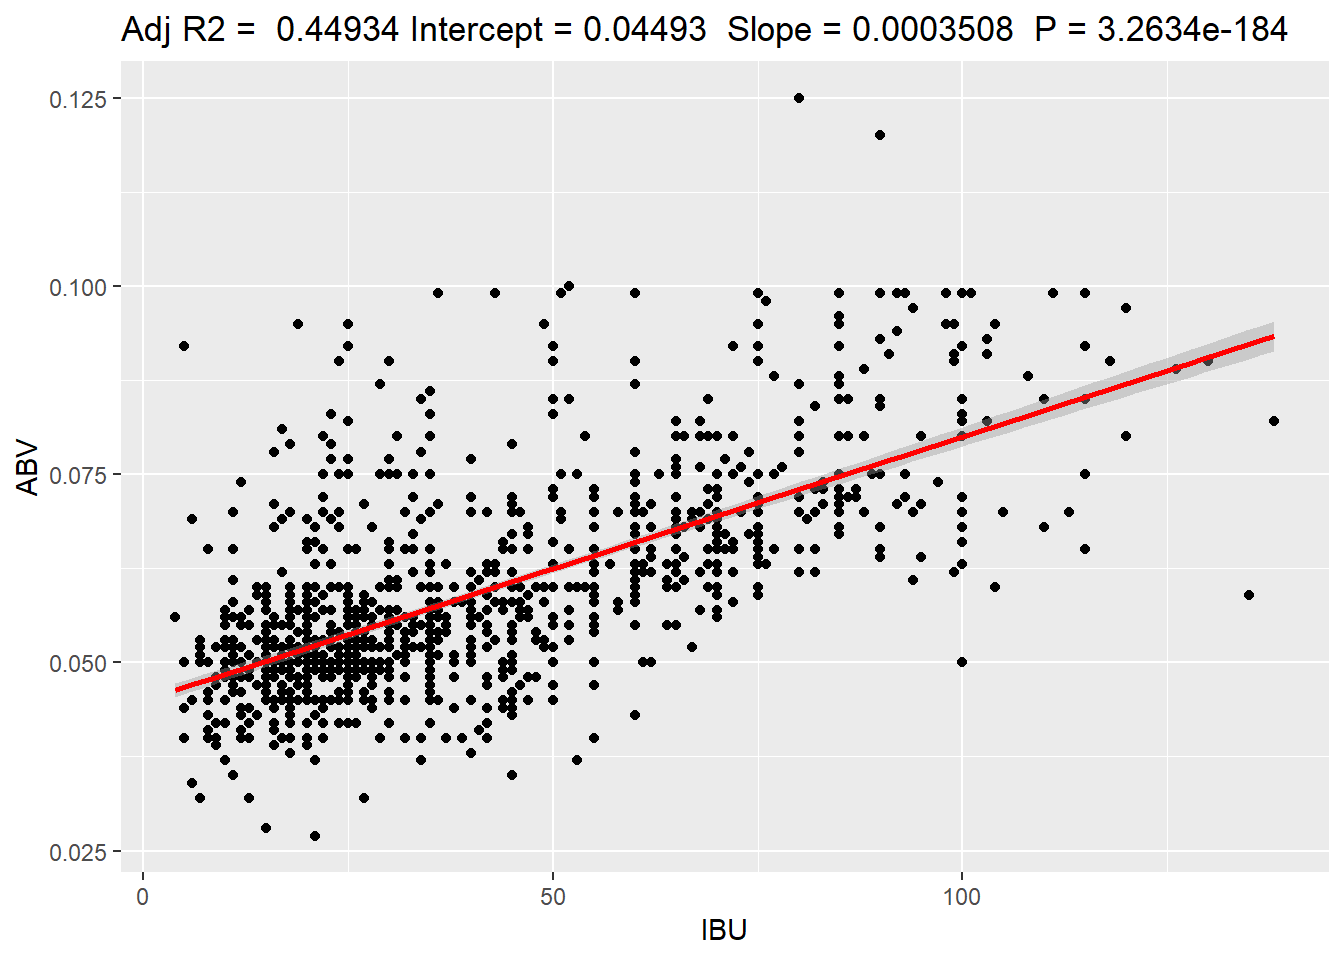 Adj R2 =  0.44934 Intercept = 0.04493  Slope = 0.0003508  P = 3.2634e-184
0.125
0.100
0.075
0.050
0.025
ABV
0 50 100
IBU